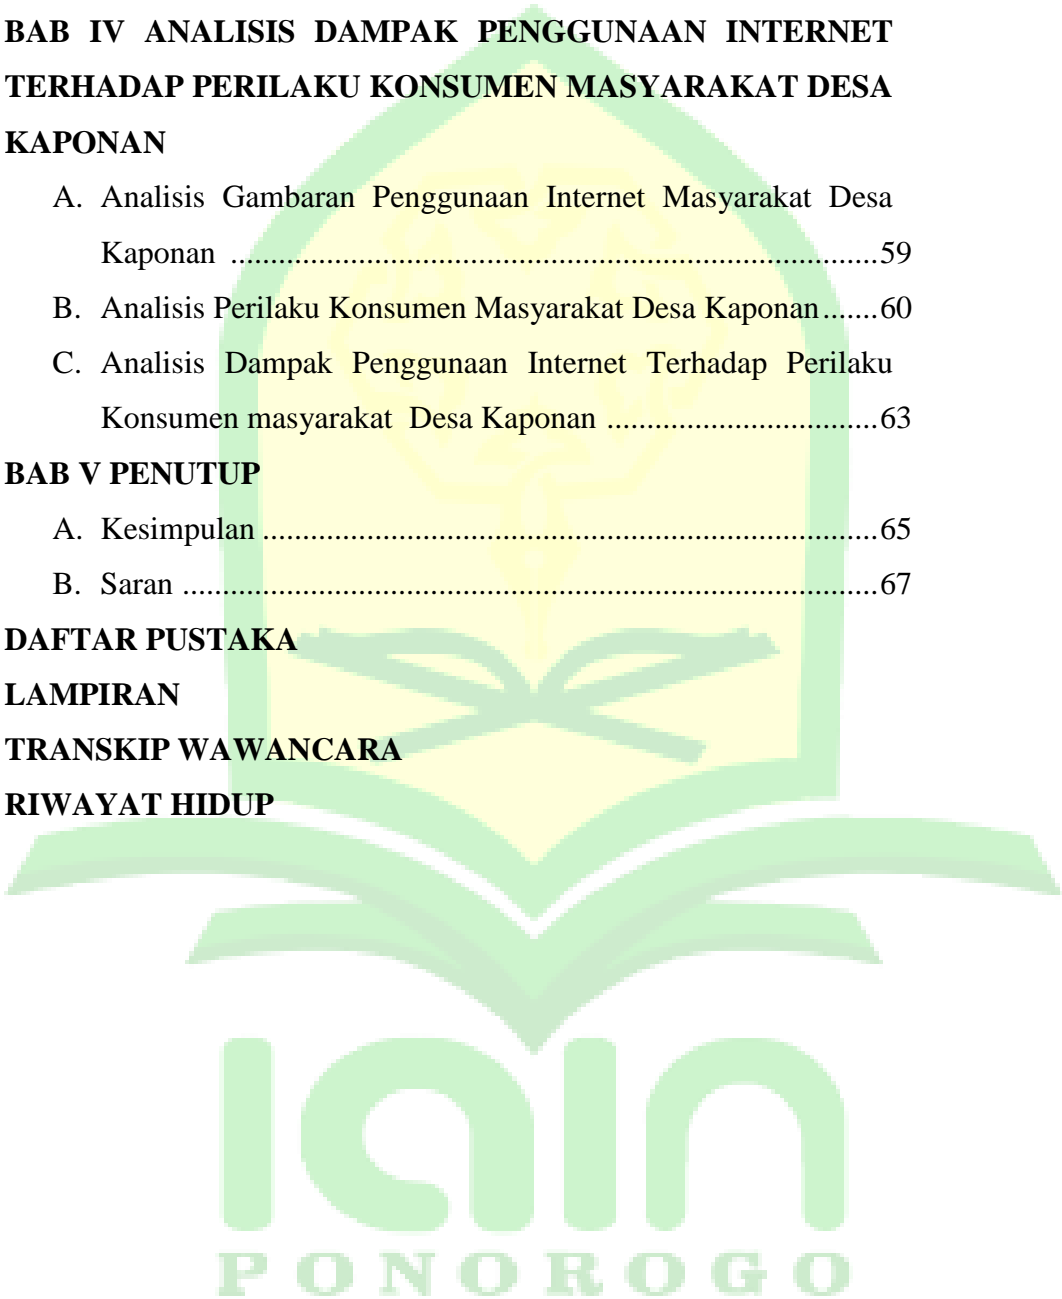 BAB IV ANALISIS DAMPAK PENGGUNAAN INTERNET
TERHADAP PERILAKU KONSUMEN MASYARAKAT DESA
KAPONAN
A. Analisis Gambaran Penggunaan Internet Masyarakat Desa
Kaponan ................................................................................59
B. Analisis Perilaku Konsumen Masyarakat Desa Kaponan.......60
C. Analisis Dampak Penggunaan Internet Terhadap Perilaku
Konsumen masyarakat Desa Kaponan ..................................63
BAB V PENUTUP
A. Kesimpulan .............................................................................65
B. Saran .......................................................................................67
DAFTAR PUSTAKA
LAMPIRAN
TRANSKIP WAWANCARA
RIWAYAT HIDUP
iain
PONOROGO